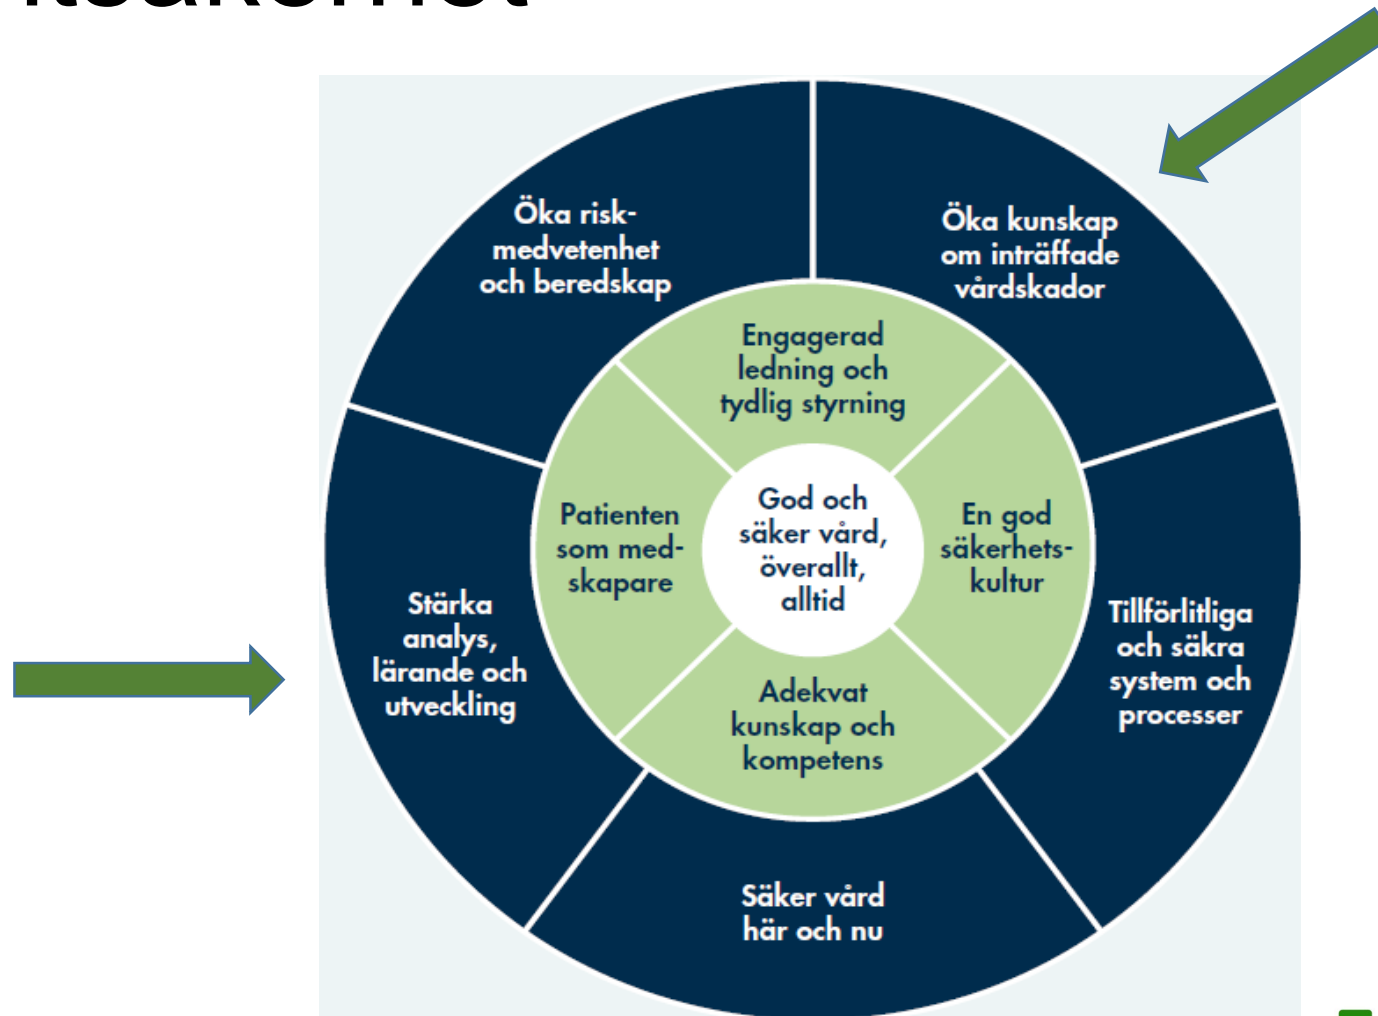 Öka risk-
medvetenhet
och beredskap
Öka kunskap
om inträffade
vårdskador
Engagerad
ledning och
tydlig styrning
Patienten
som med-
skapare
God och
säker vård,
överallt,
alltid
En god
säkerhets-
kultur
Stärka
analys,
lärande och
utveckling
Tillförlitliga
och säkra
system och
processer
Adekvat
kunskap och
kompetens
Säker vård
här och nu